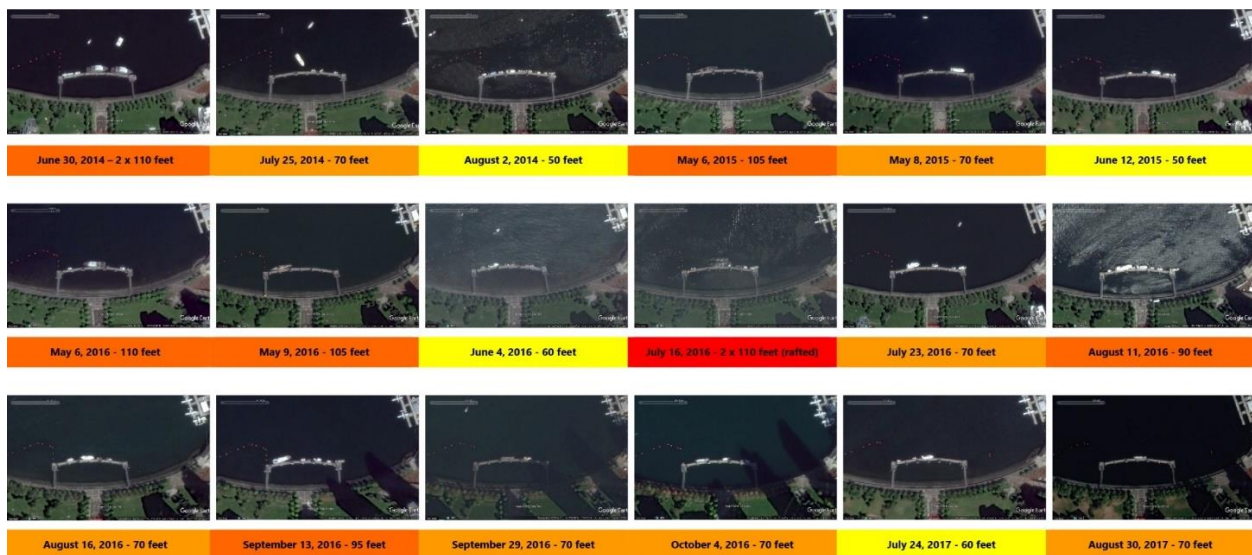 Google Earth
June 30, 2014 – 2 x 110 feet
July 25, 2014 - 70 feet
August 2, 2014 - 50 feet
May 6, 2015 - 105 feet
May 8, 2015 - 70 feet
June 12, 2015 - 50 feet
May 6, 2016 - 110 feet
May 9, 2016 - 105 feet
June 4, 2016 - 60 feet
July 16, 2016 - 2 x 110 feet (rafted)
July 23, 2016 - 70 feet
August 11, 2016 - 90 feet
August 16, 2016 - 70 feet
September 13, 2016 - 95 feet
September 29, 2016 - 70 feet
October 4, 2016 - 70 feet
July 24, 2017 - 60 feet
August 30, 2017 - 70 feet